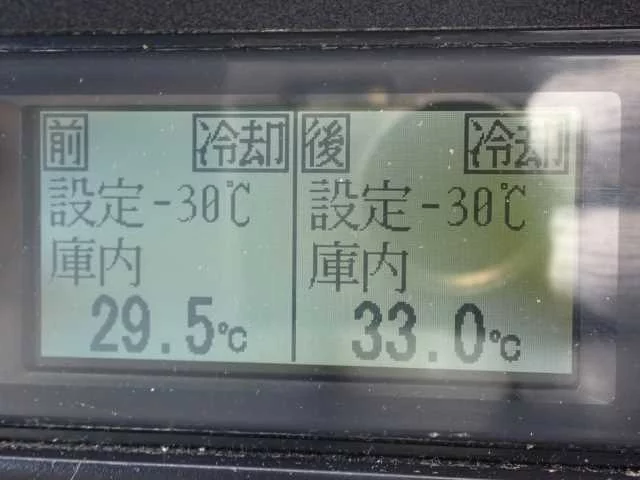 前 冷却
設定-30℃
庫内
29.5℃
後 冷却
設定-30℃
庫内
33.0℃